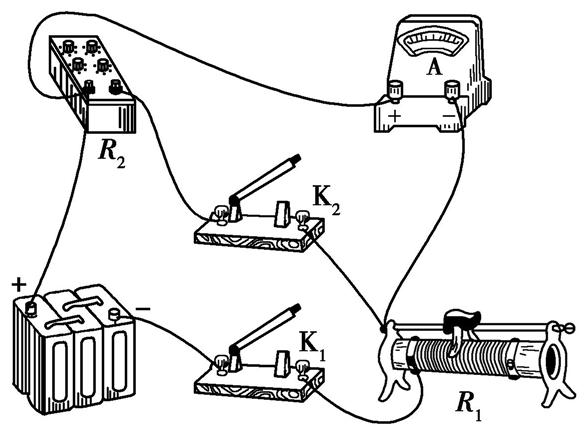 A
+ −
R₂
K₂
+
−
K₁
R₁